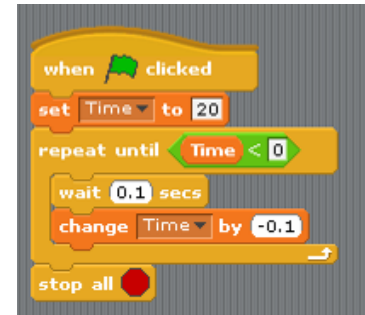 when clicked
set Time to 20
repeat until Time < 0
wait 0.1 secs
change Time by -0.1
stop all